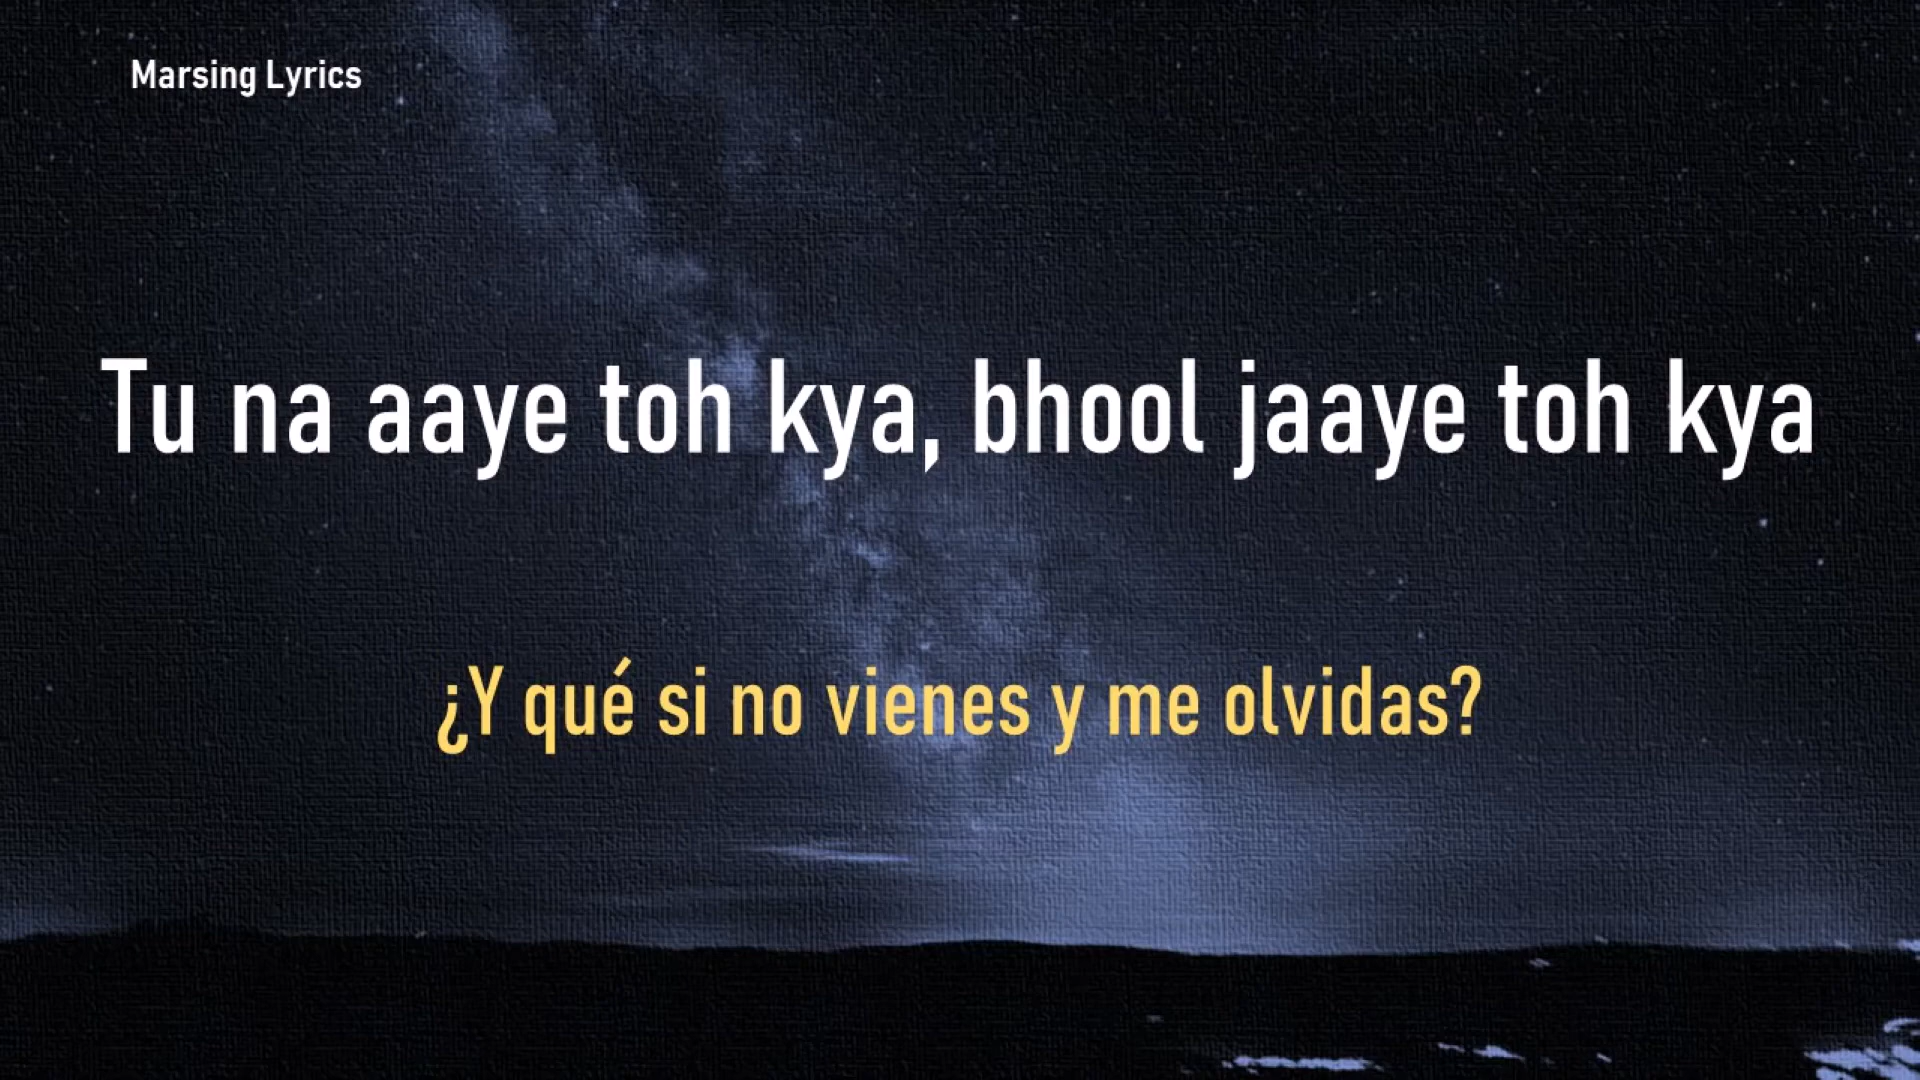 Marsing Lyrics
Tu na aaye toh kya, bhool jaaye toh kya
¿Y qué si no vienes y me olvidas?